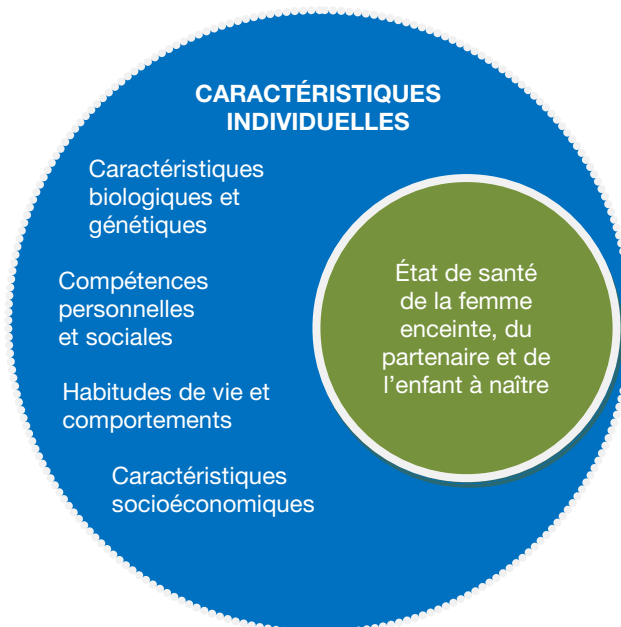 CARACTÉRISTIQUES
INDIVIDUELLES
Caractéristiques
biologiques et
génétiques
Compétences
personnelles
et sociales
Habitudes de vie et
comportements
Caractéristiques
socioéconomiques
État de santé
de la femme
enceinte, du
partenaire et de
l’enfant à naître